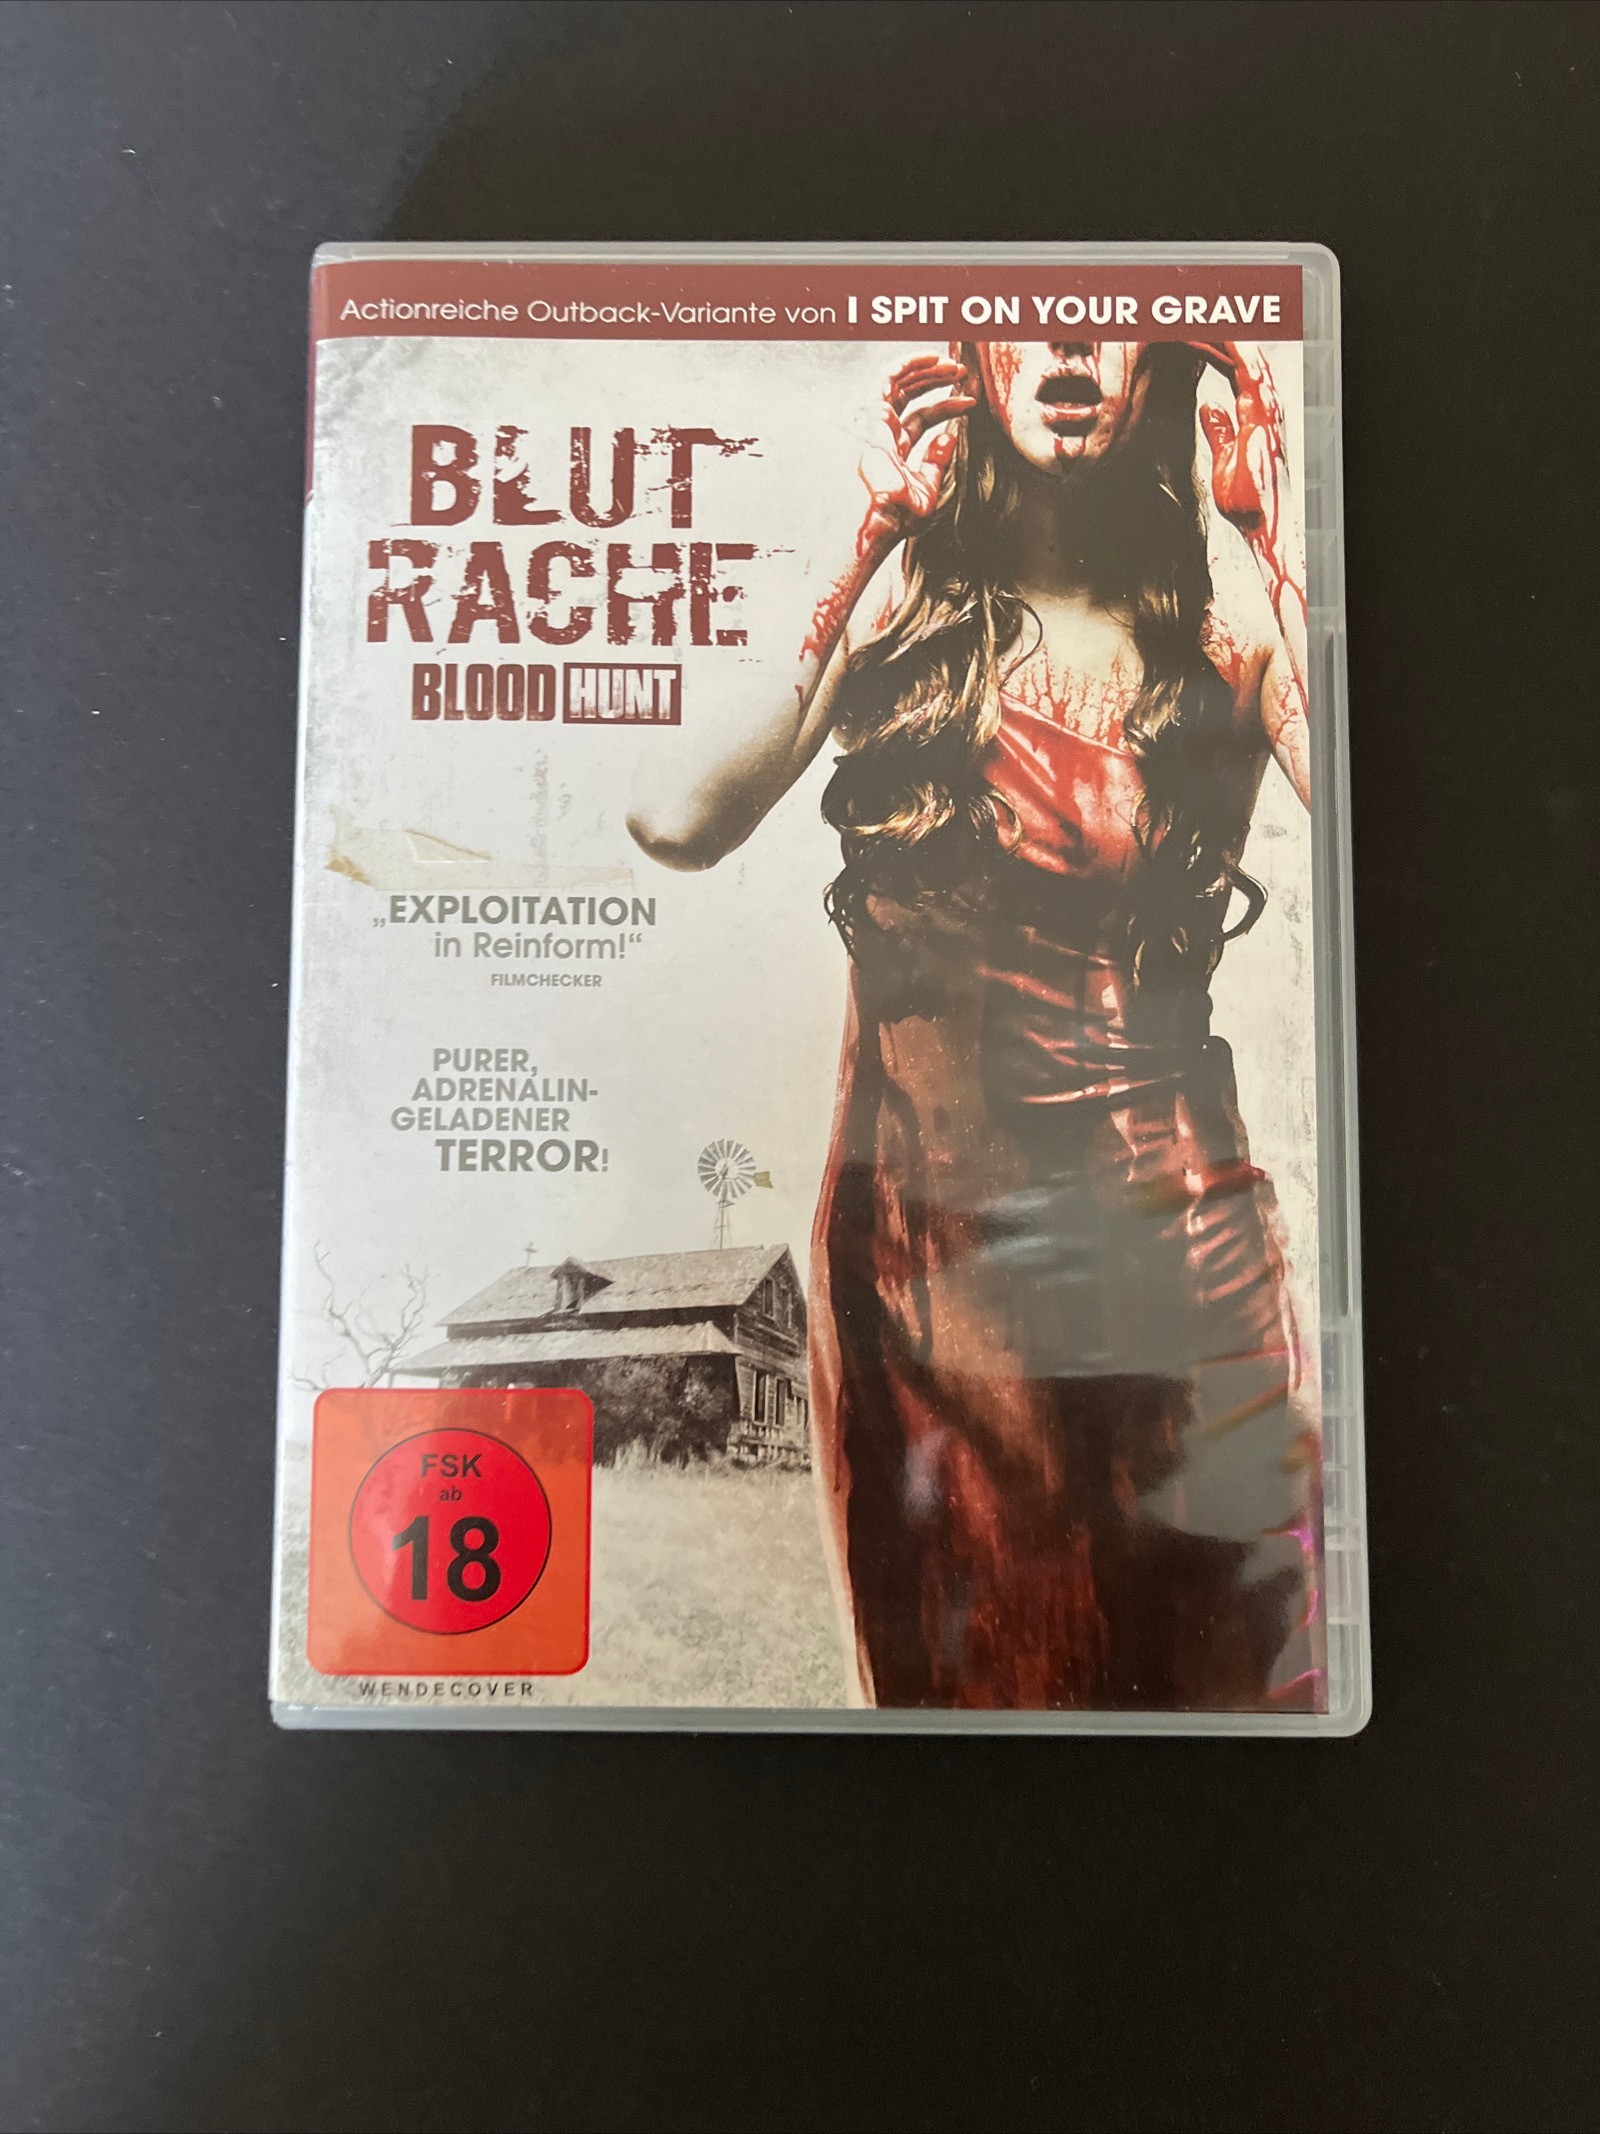 Actionreiche Outback-Variante von I SPIT ON YOUR GRAVE
BLUT
RACHE
BLOOD HUNT
„EXPLOITATION
in Reinform!“
FILMCHECKER
PURER,
ADRENALIN-
GELADENER
TERROR!
FSK
ab
18
WENDECOVER